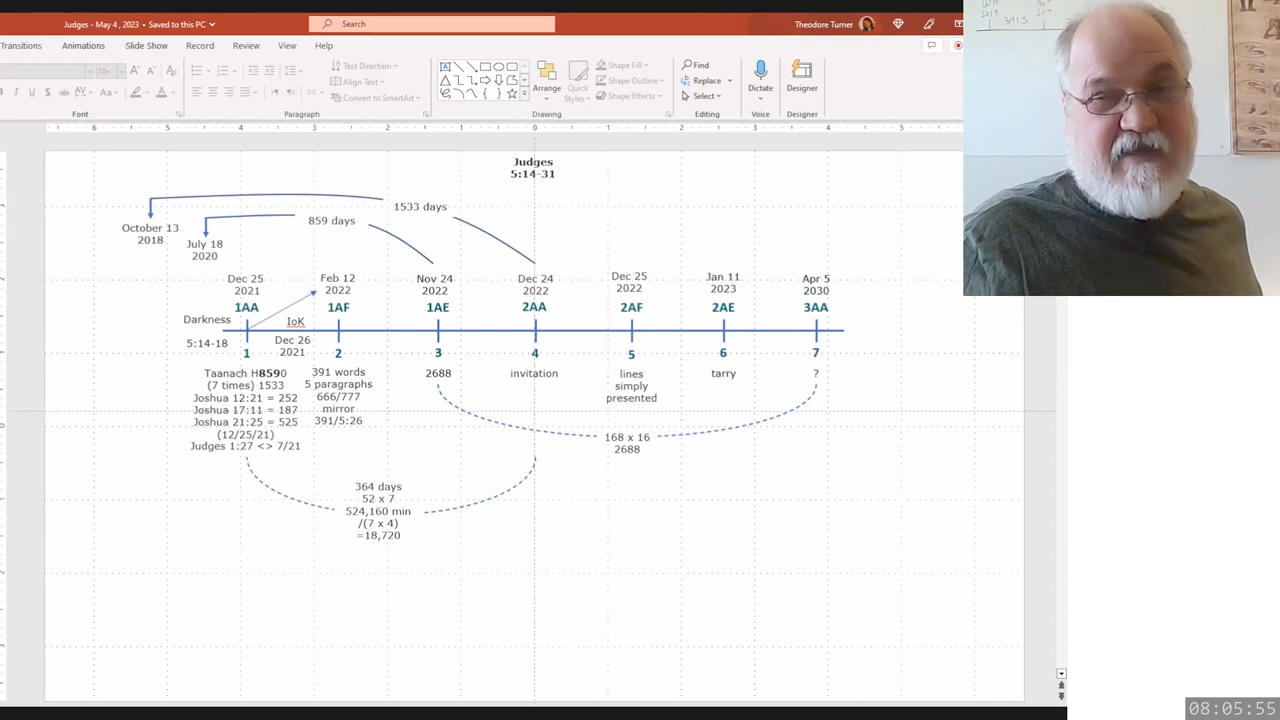 Judges - May 4, 2023 • Saved to this PC
Search
Theodore Turner
Transitions
Animations
Slide Show
Record
Review
View
Help
Text Direction
Align Text
Convert to SmartArt
Arrange
Quick
Styles
Shape Fill
Shape Outline
Shape Effects
Find
Replace
Select
Dictate
Designer
Font
Paragraph
Drawing
Editing
Voice
Designer
Judges
5:14-31
1533 days
859 days
October 13
2018
July 18
2020
Dec 25
2021
Feb 12
2022
Nov 24
2022
Dec 24
2022
Dec 25
2022
Jan 11
2023
Apr 5
2030
1AA
1AF
1AE
2AA
2AF
2AE
3AA
Darkness
IoK
5:14-18
Dec 26
2021
1
2
3
4
5
6
7
Taanach H8590
(7 times) 1533
Joshua 12:21 = 252
Joshua 17:11 = 187
Joshua 21:25 = 525
(12/25/21)
Judges 1:27 <> 7/21
391 words
5 paragraphs
666/777
mirror
391/5:26
2688
invitation
lines
simply
presented
tarry
?
168 x 16
2688
364 days
52 x 7
524,160 min
/(7 x 4)
=18,720
08:05:55